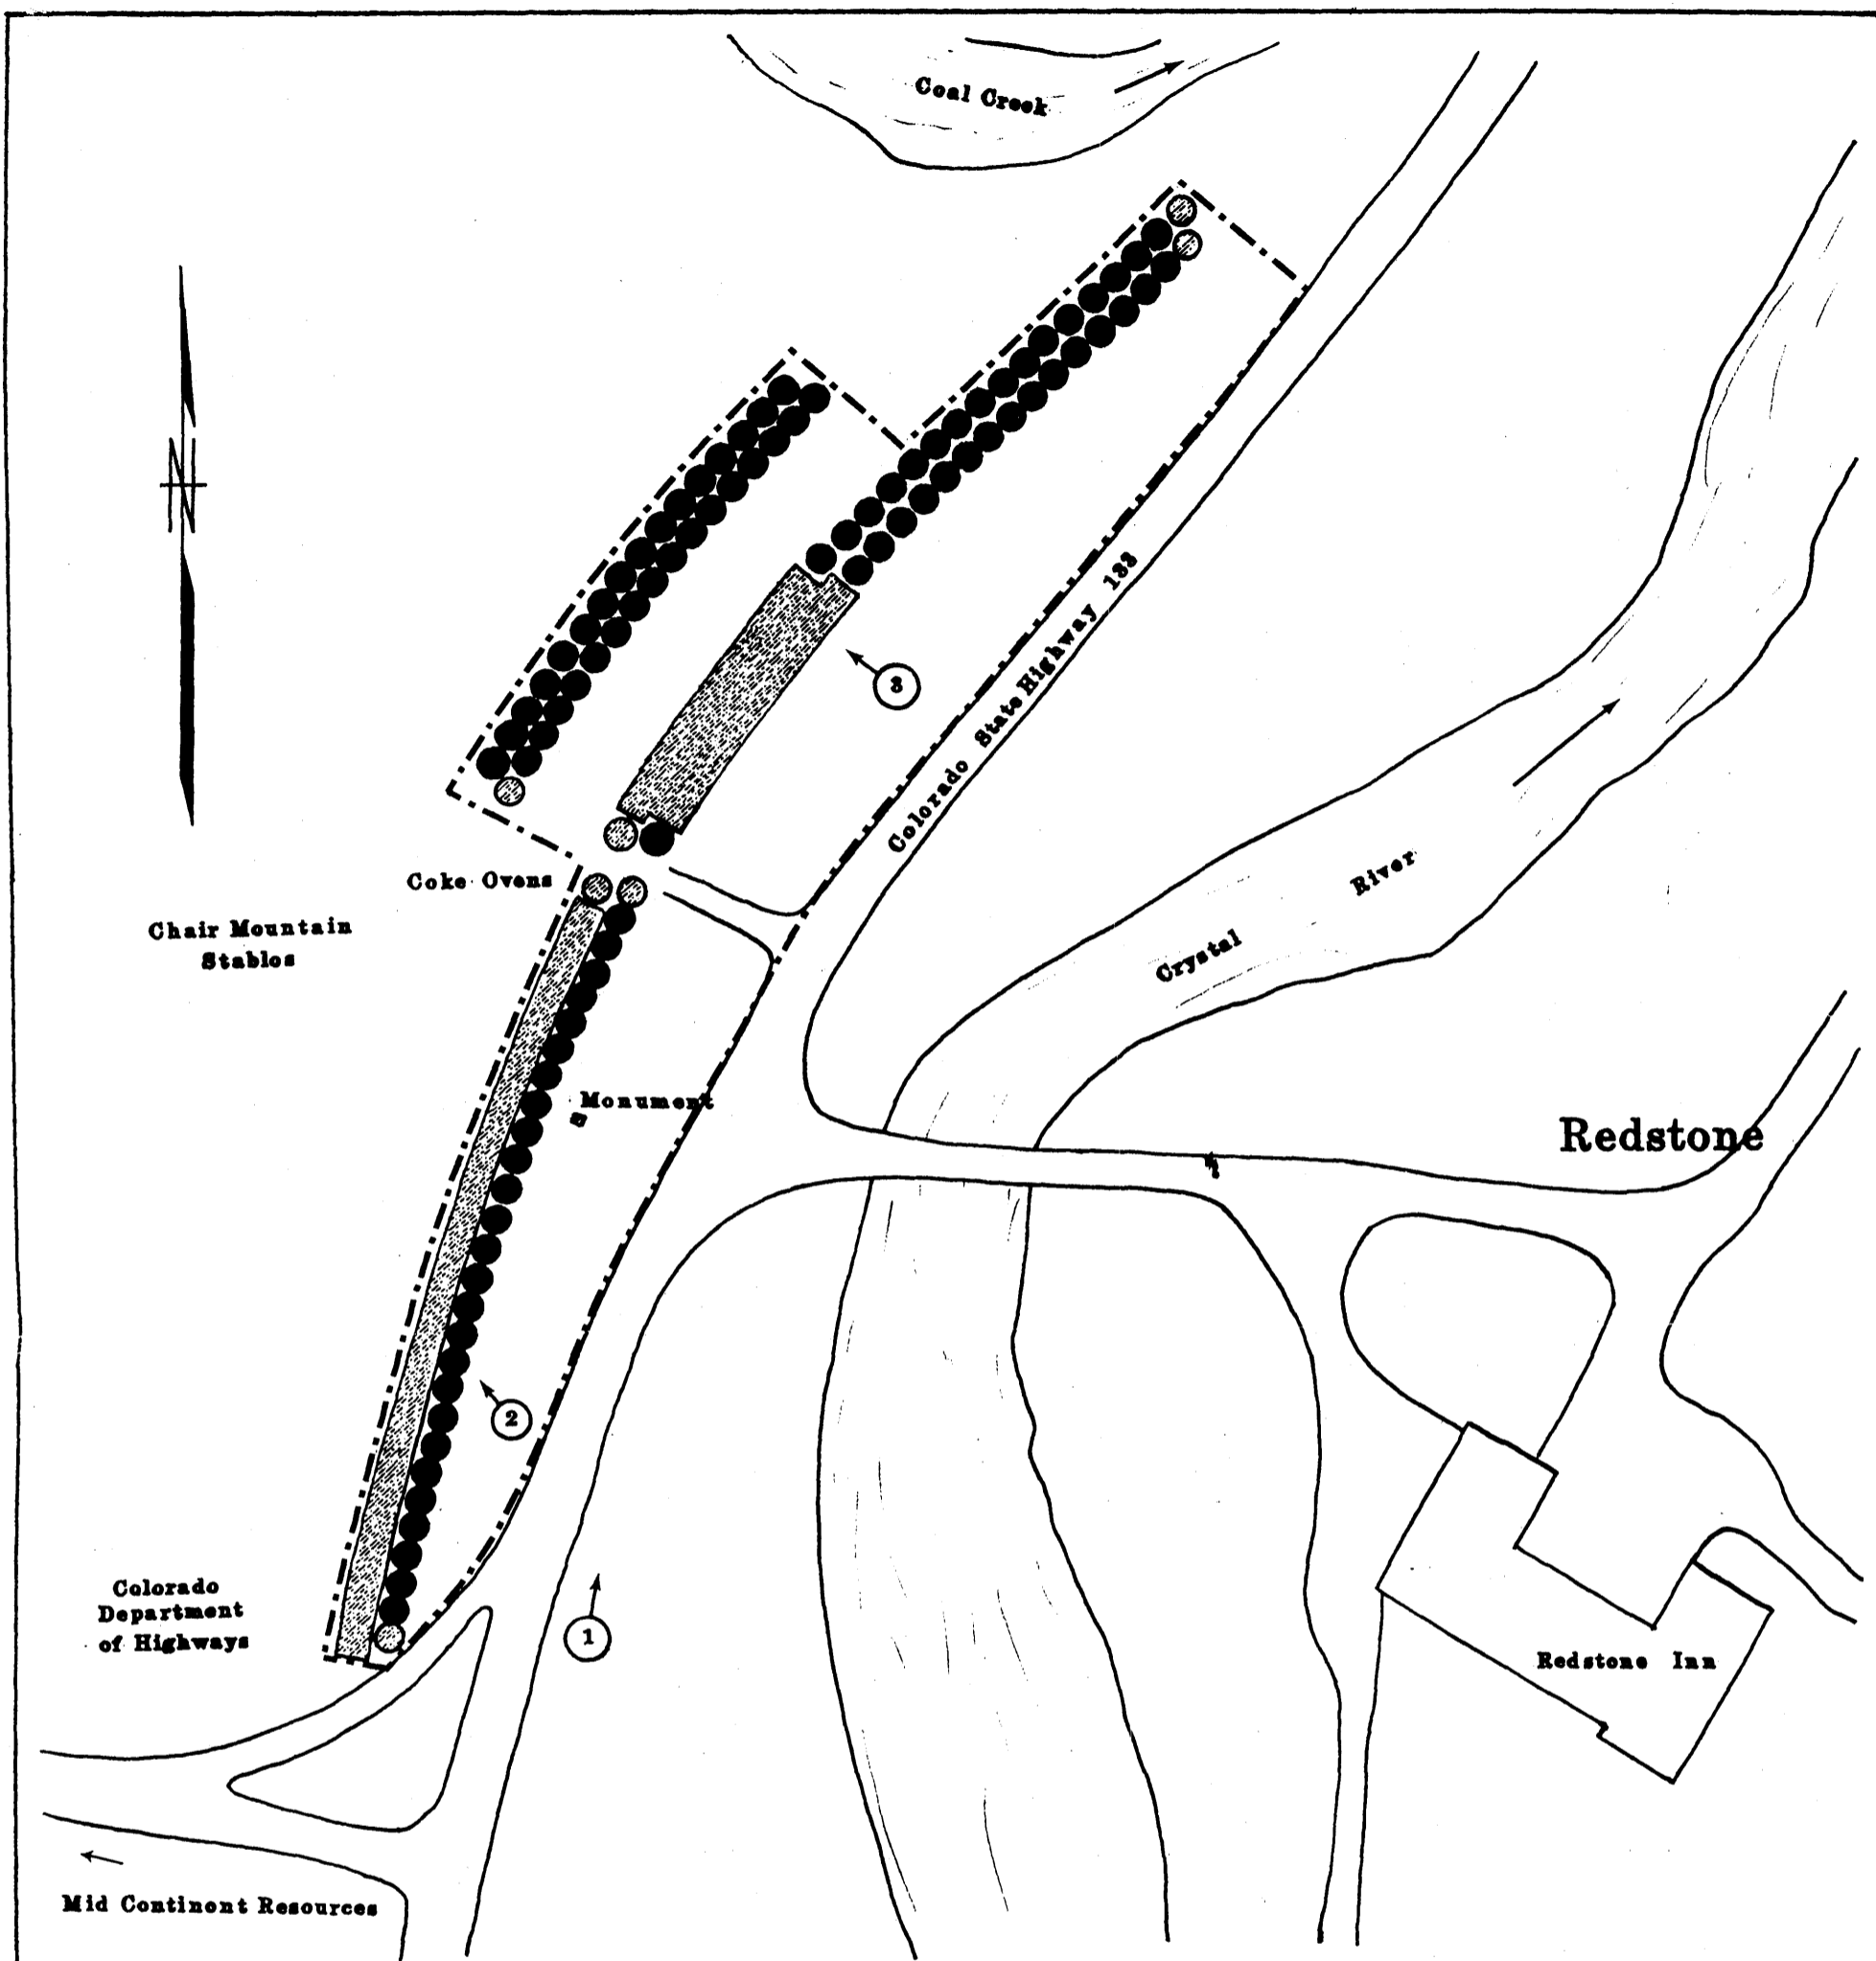 Coal Creek
N
3
Colorado State Highway 133
Coke Ovens
Chair Mountain
Stables
River
Crystal
Monument
Redstone
2
Colorado
Department
of Highways
1
Redstone Inn
Mid Continent Resources